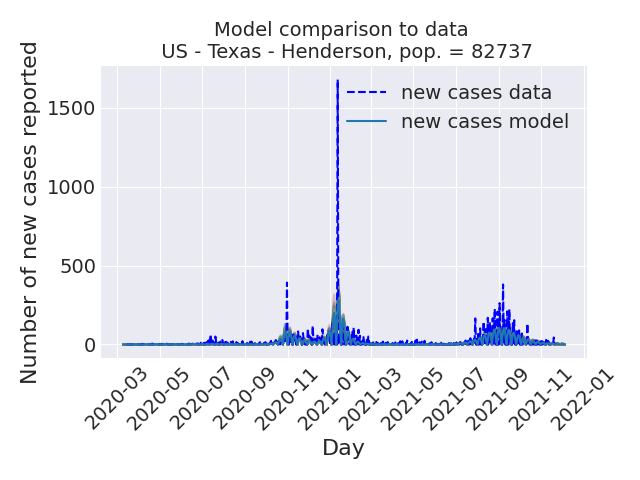 Model comparison to data
US - Texas - Henderson, pop. = 82737
Number of new cases reported
1500
1000
500
0
new cases data
new cases model
2020-03
2020-05
2020-07
2020-09
2020-11
2021-01
2021-03
2021-05
2021-07
2021-09
2021-11
2022-01
Day